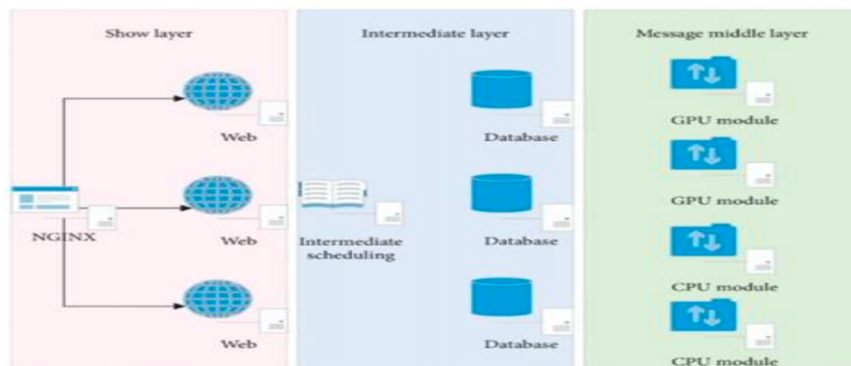 Show layer
Intermediate layer
Message middle layer
Web
Database
GPU module
GPU module
NGINX
Web
Intermediate
scheduling
Database
CPU module
Web
Database
CPU module